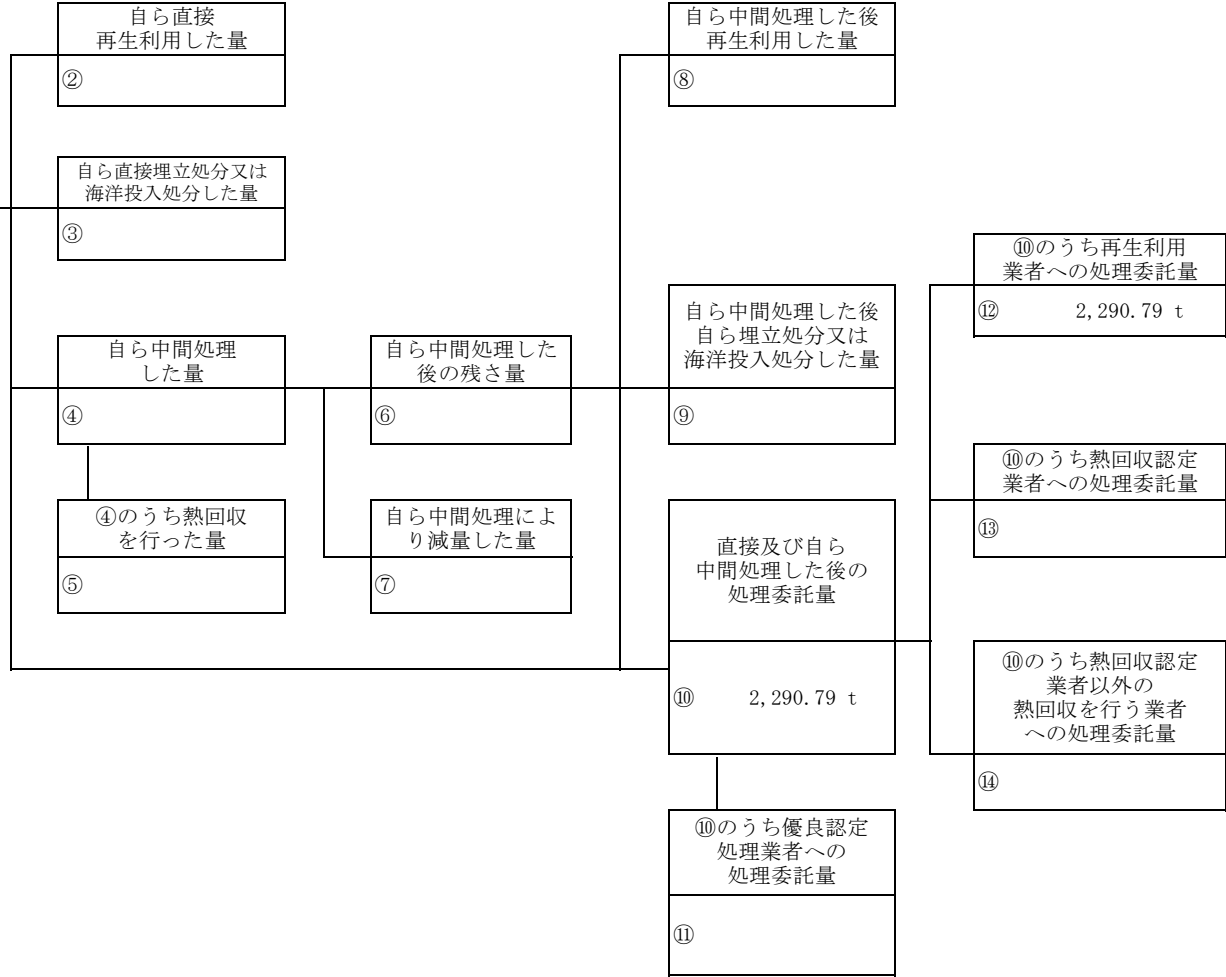 自ら直接
再生利用した量
②
自ら直接埋立処分又は
海洋投入処分した量
③
自ら中間処理
した量
④
④のうち熱回収
を行った量
⑤
自ら中間処理した
後の残さ量
⑥
自ら中間処理によ
り減量した量
⑦
自ら中間処理した後
再生利用した量
⑧
自ら中間処理した後
自ら埋立処分又は
海洋投入処分した量
⑨
直接及び自ら
中間処理した後の
処理委託量
⑩ 2,290.79 t
⑩のうち優良認定
処理業者への
処理委託量
⑪
⑩のうち再生利用
業者への処理委託量
⑫ 2,290.79 t
⑩のうち熱回収認定
業者への処理委託量
⑬
⑩のうち熱回収認定
業者以外の
熱回収を行う業者
への処理委託量
⑭